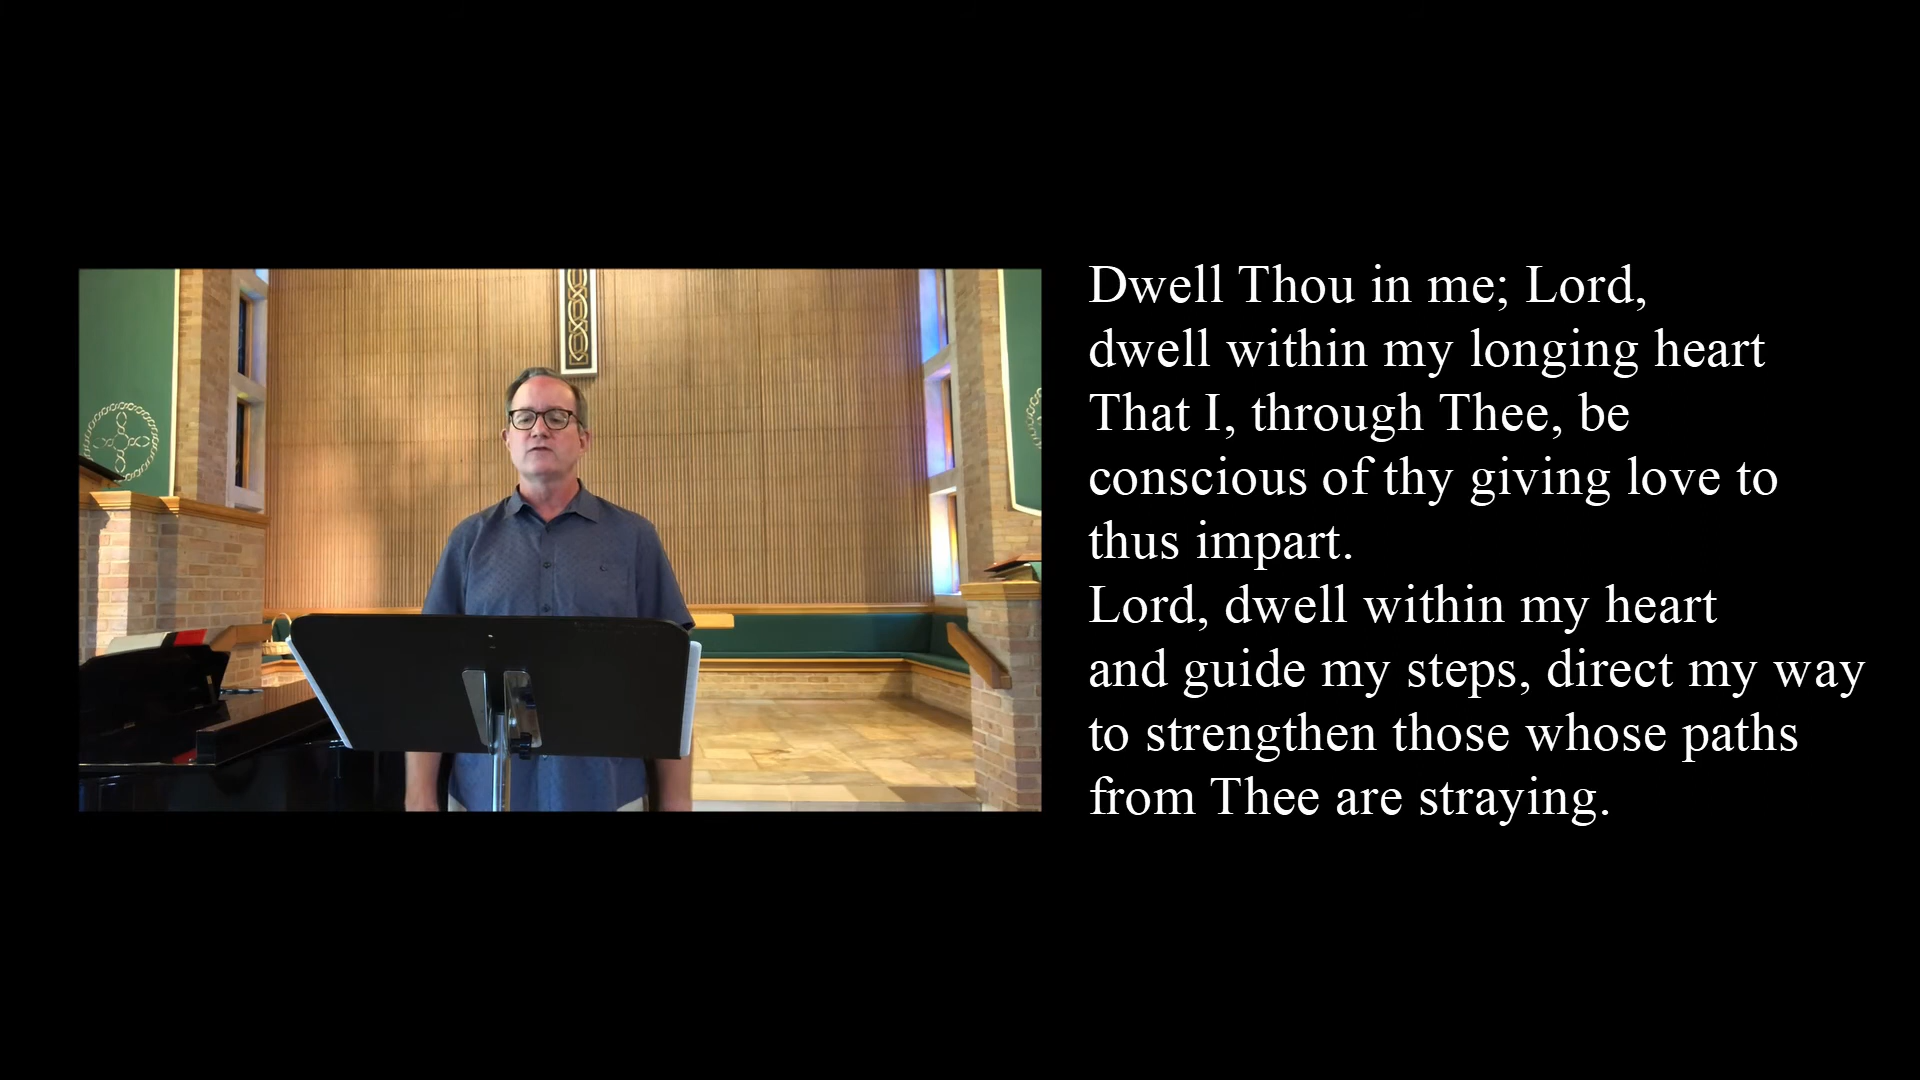 Dwell Thou in me; Lord,
dwell within my longing heart
That I, through Thee, be
conscious of thy giving love to
thus impart.
Lord, dwell within my heart
and guide my steps, direct my way
to strengthen those whose paths
from Thee are straying.